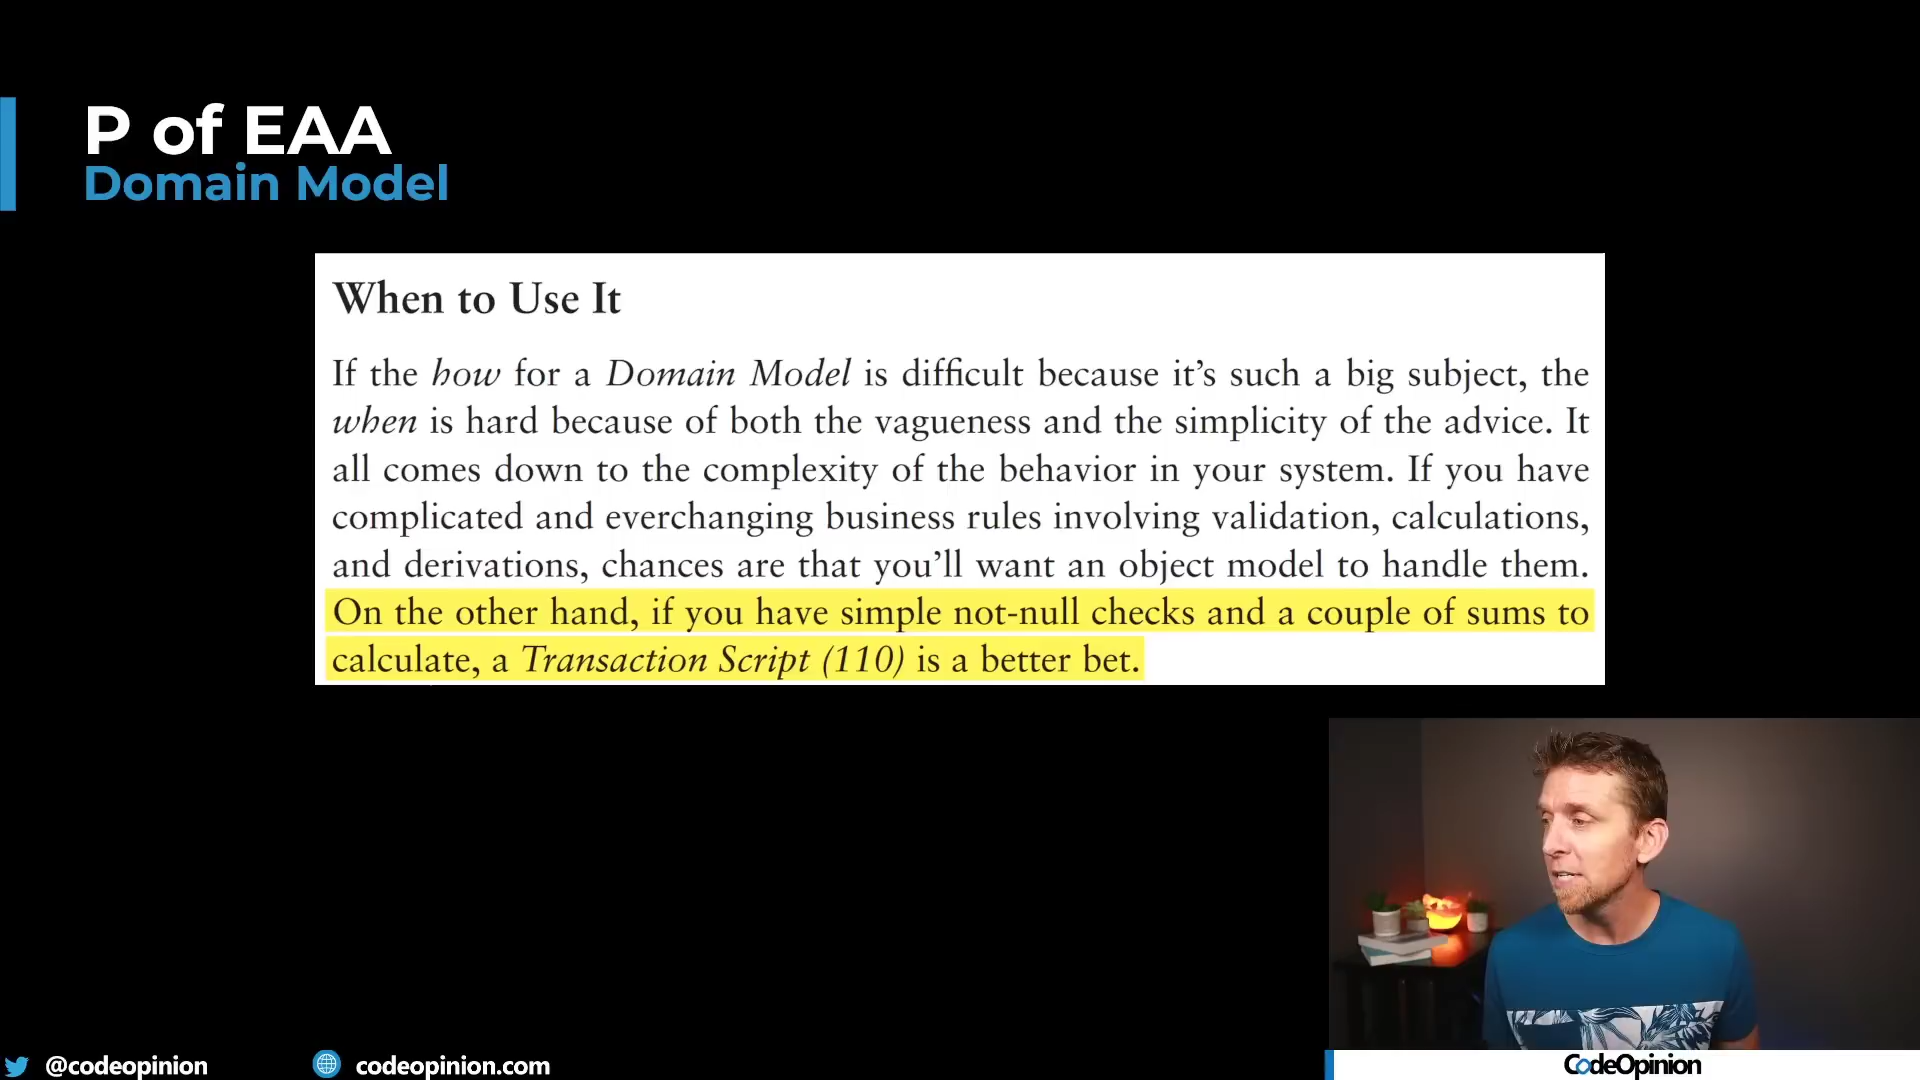 P of EAA
Domain Model
When to Use It
If the how for a Domain Model is difficult because it’s such a big subject, the
when is hard because of both the vagueness and the simplicity of the advice. It
all comes down to the complexity of the behavior in your system. If you have
complicated and everchanging business rules involving validation, calculations,
and derivations, chances are that you’ll want an object model to handle them.
On the other hand, if you have simple not-null checks and a couple of sums to
calculate, a Transaction Script (110) is a better bet.
@codeopinion
codeopinion.com
CodeOpinion